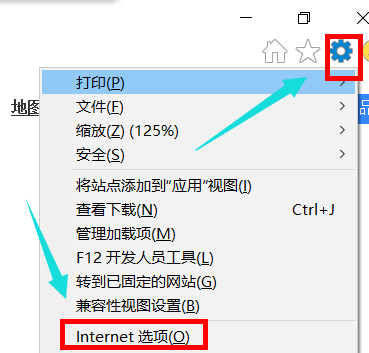 地图
品
打印(P)
文件(F)
缩放(Z) (125%)
安全(S)
将站点添加到“应用”视图(I)
查看下载(N) Ctrl+J
管理加载项(M)
F12 开发人员工具(L)
转到已固定的网站(G)
兼容性视图设置(B)
Internet 选项(O)